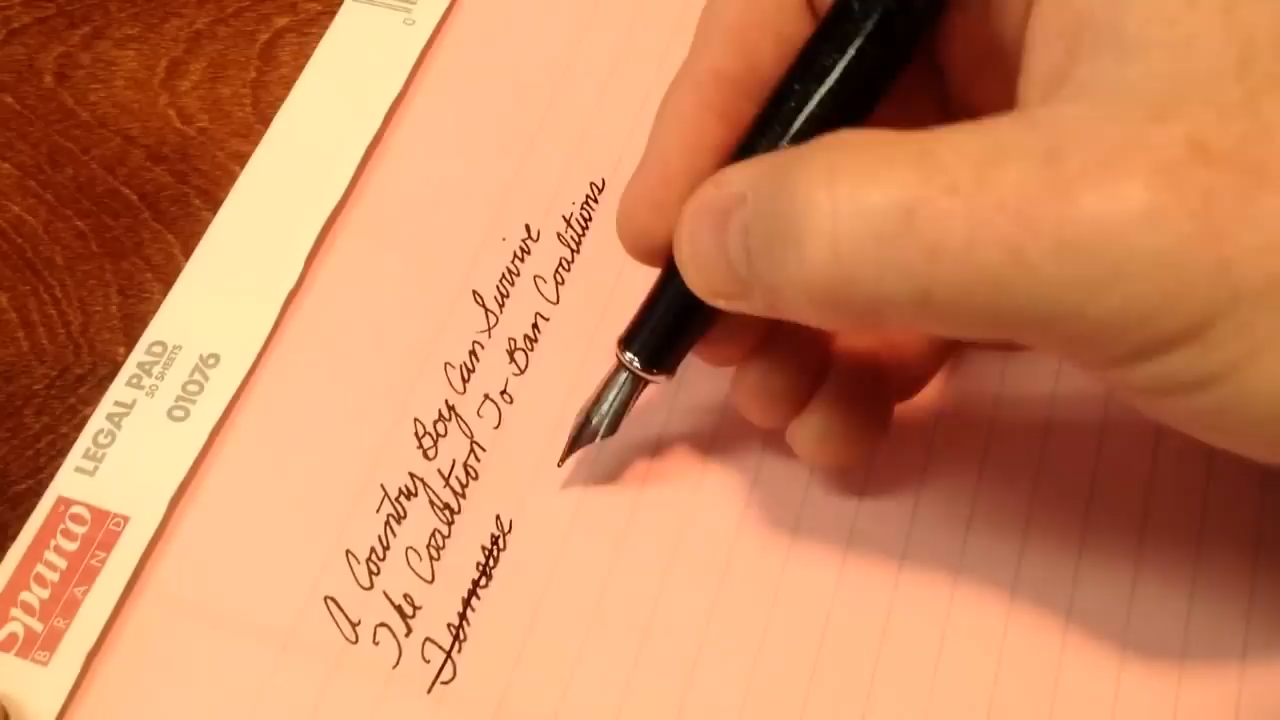 LEGAL PAD
50 SHEETS
01076
Sparco
BRAND
A Country Boy Can Survive
The Coalition To Ban Coalitions